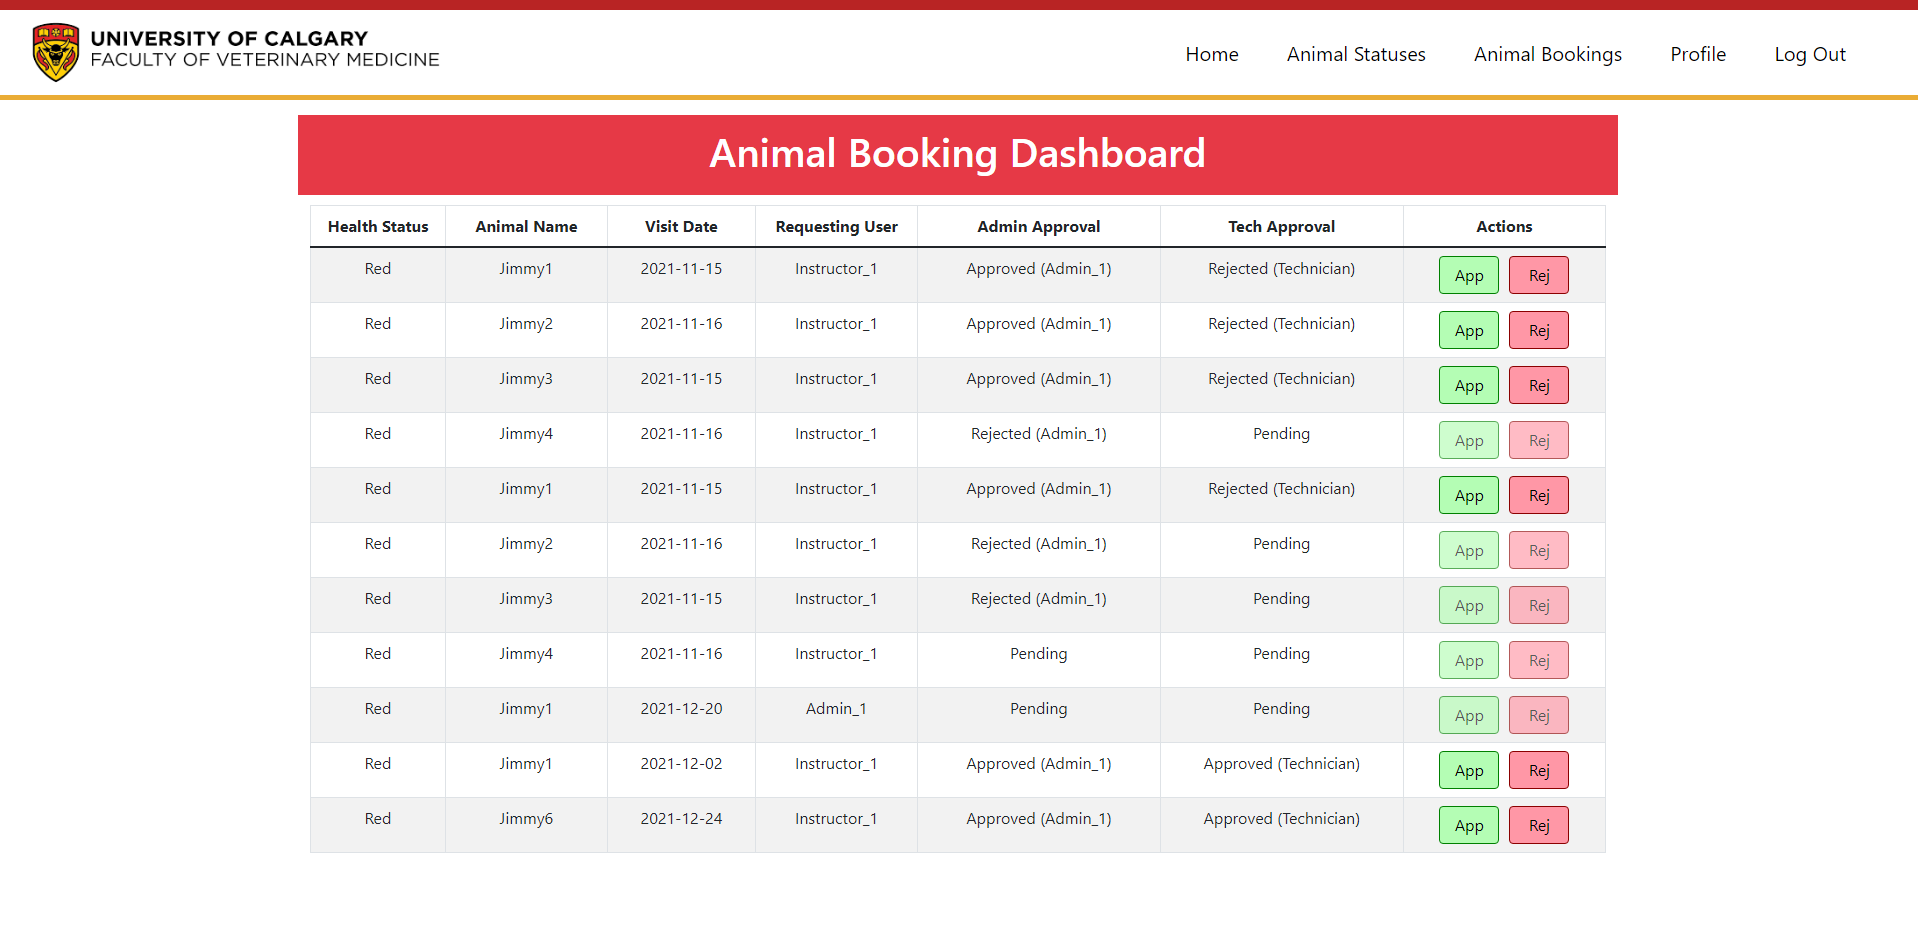 UNIVERSITY OF CALGARY
FACULTY OF VETERINARY MEDICINE
Home Animal Statuses Animal Bookings Profile Log Out
Animal Booking Dashboard
Health Status Animal Name Visit Date Requesting User Admin Approval Tech Approval Actions
Red Jimmy1 2021-11-15 Instructor_1 Approved (Admin_1) Rejected (Technician) App Rej
Red Jimmy2 2021-11-16 Instructor_1 Approved (Admin_1) Rejected (Technician) App Rej
Red Jimmy3 2021-11-15 Instructor_1 Approved (Admin_1) Rejected (Technician) App Rej
Red Jimmy4 2021-11-16 Instructor_1 Rejected (Admin_1) Pending App Rej
Red Jimmy1 2021-11-15 Instructor_1 Approved (Admin_1) Rejected (Technician) App Rej
Red Jimmy2 2021-11-16 Instructor_1 Rejected (Admin_1) Pending App Rej
Red Jimmy3 2021-11-15 Instructor_1 Rejected (Admin_1) Pending App Rej
Red Jimmy4 2021-11-16 Instructor_1 Pending Pending App Rej
Red Jimmy1 2021-12-20 Admin_1 Pending Pending App Rej
Red Jimmy1 2021-12-02 Instructor_1 Approved (Admin_1) Approved (Technician) App Rej
Red Jimmy6 2021-12-24 Instructor_1 Approved (Admin_1) Approved (Technician) App Rej